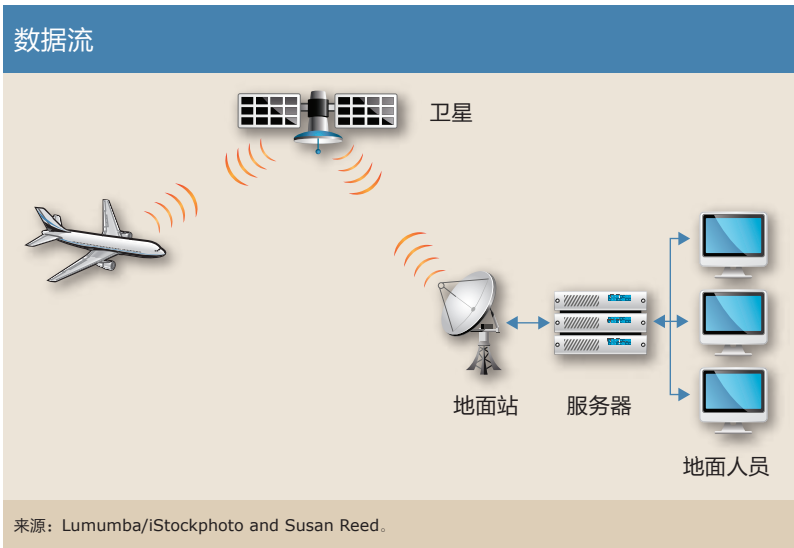 数据流
卫星
地面站
服务器
地面人员
来源：Lumumba/iStockphoto and Susan Reed。